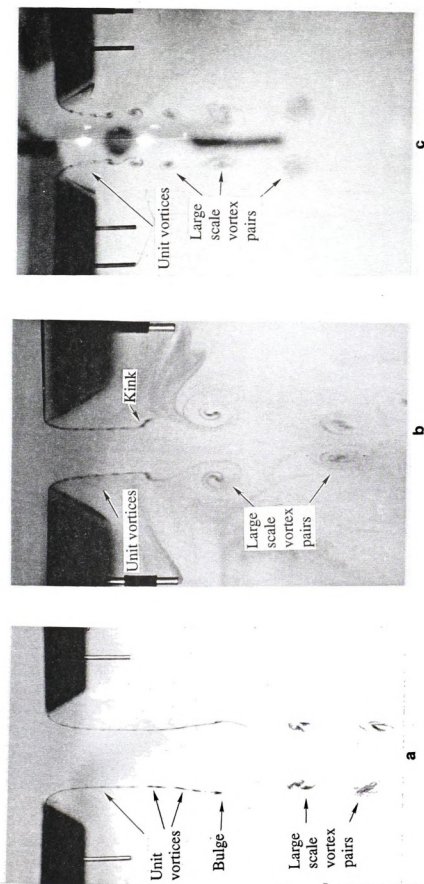 Unit
vortices
Bulge
Large
scale
vortex
pairs
a
Unit vortices
Kink
Large
scale
vortex
pairs
b
Unit vortices
Large
scale
vortex
pairs
c